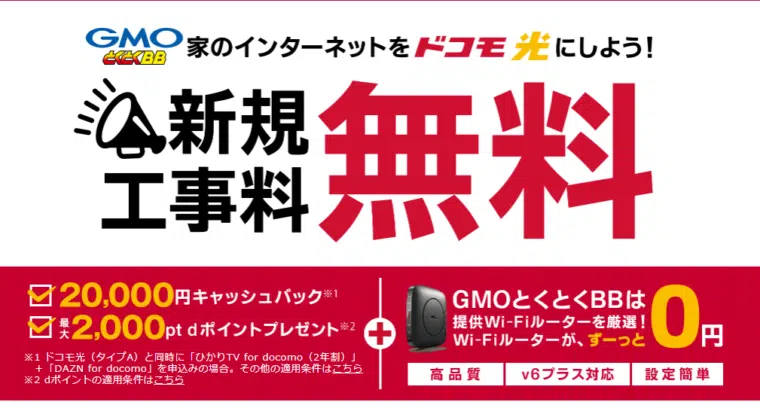 GMO
とくとくBB
家のインターネットをドコモ光にしよう!
新規
工事料
無料
20,000円キャッシュバック※1
最大2,000pt dポイントプレゼント※2
※1 ドコモ光（タイプA）と同時に「ひかりTV for docomo（2年割）」
+「DAZN for docomo」を申込みの場合。その他の適用条件はこちら
※2 dポイントの適用条件はこちら
+
GMOとくとくBBは
提供Wi-Fiルーターを厳選!
Wi-Fiルーターが、ずーっと
0円
高品質
v6プラス対応
設定簡単